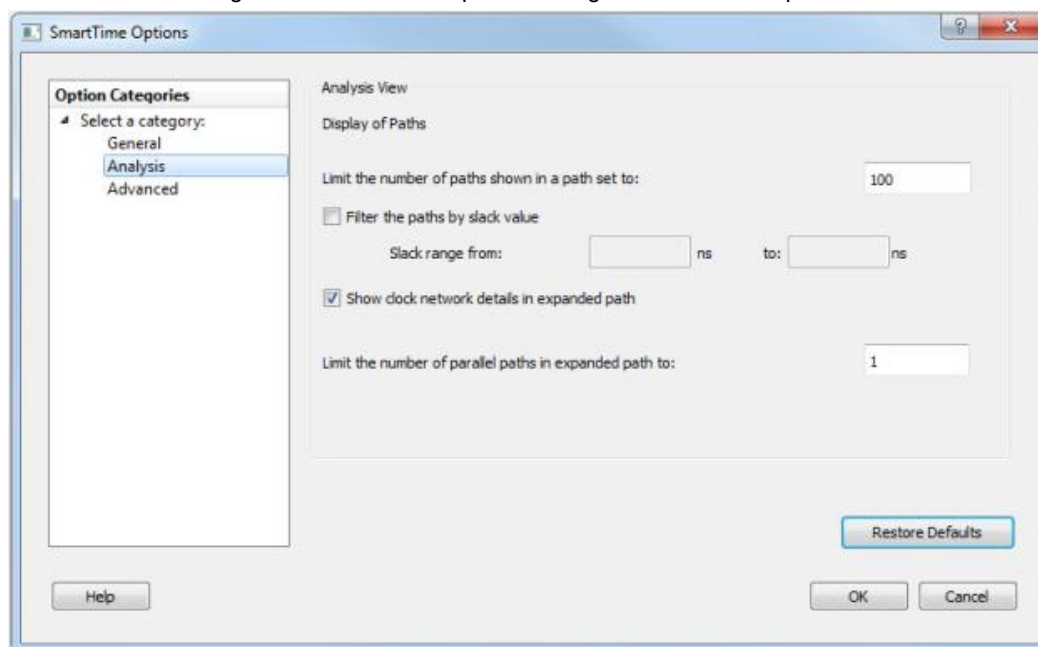 SmartTime Options
Option Categories
Select a category:
General
Analysis
Advanced
Analysis View
Display of Paths
Limit the number of paths shown in a path set to: 100
Filter the paths by slack value
Slack range from: ns to: ns
Show clock network details in expanded path
Limit the number of parallel paths in expanded path to: 1
Restore Defaults
Help OK Cancel